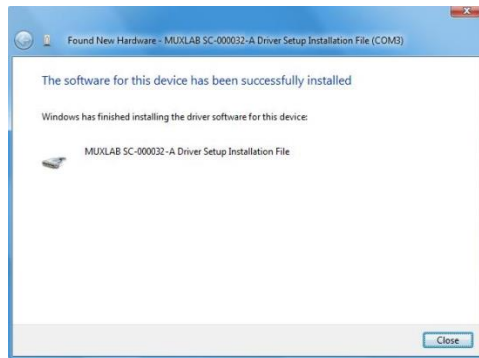 Found New Hardware - MUXLAB SC-000032-A Driver Setup Installation File (COM3)
The software for this device has been successfully installed
Windows has finished installing the driver software for this device:
MUXLAB SC-000032-A Driver Setup Installation File
Close